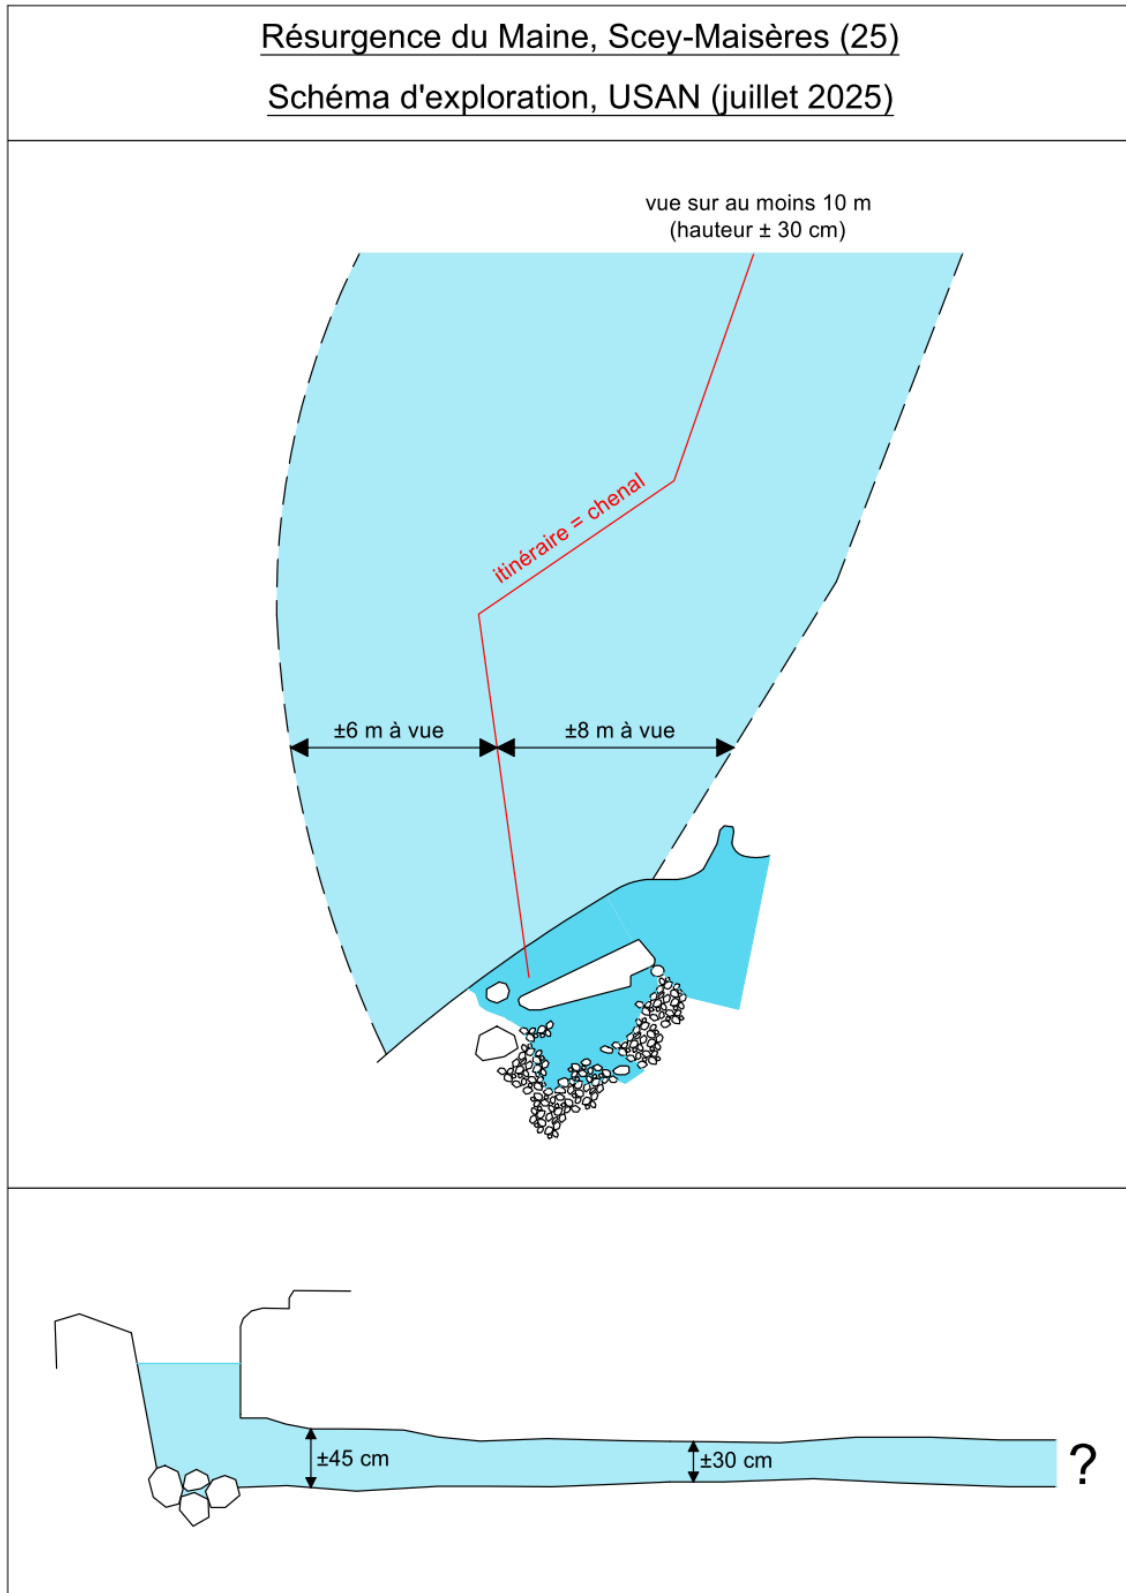 Résurgence du Maine, Scey-Maisères (25)
Schéma d'exploration, USAN (juillet 2025)
vue sur au moins 10 m
(hauteur ± 30 cm)
itinéraire = chenal
±6 m à vue
±8 m à vue
±45 cm
±30 cm
?